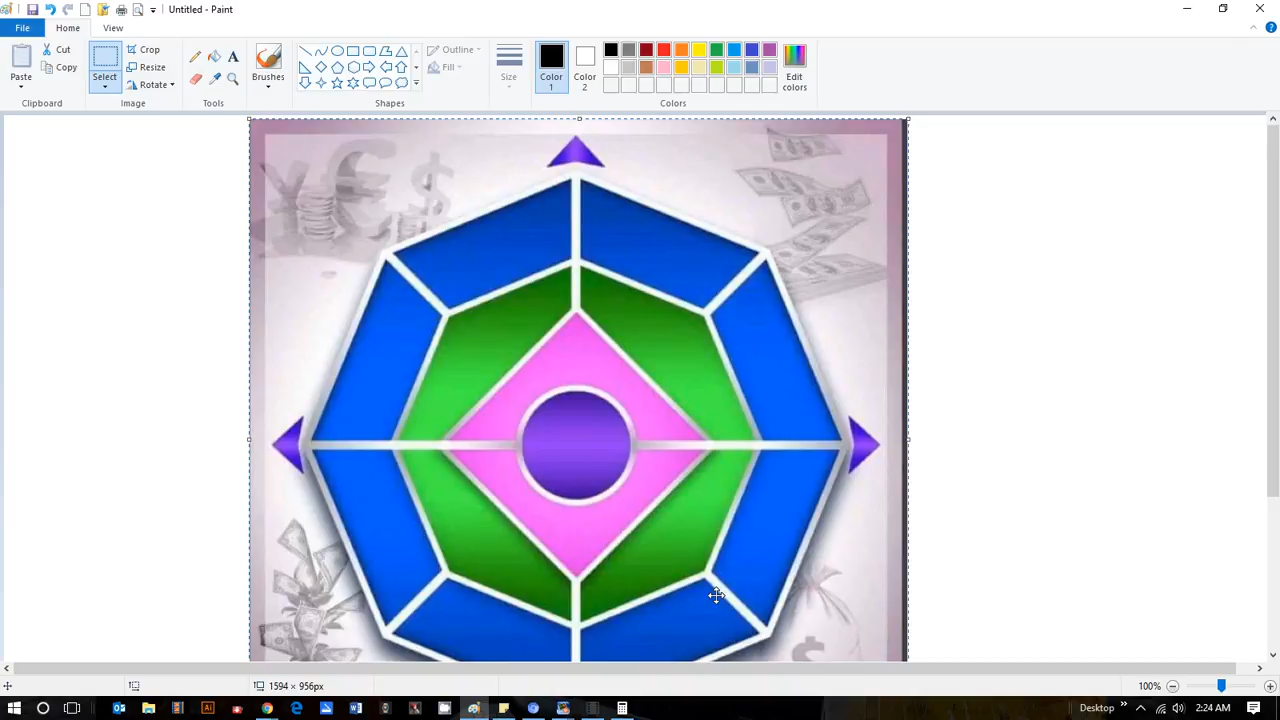 Untitled - Paint
File
Home
View
Paste
Cut
Copy
Clipboard
Select
Crop
Resize
Rotate
Image
Tools
Brushes
Shapes
Outline
Fill
Size
Color 1
Color 2
Edit colors
Colors
¥ € $
$
1594 × 956px
100%
Desktop
2:24 AM